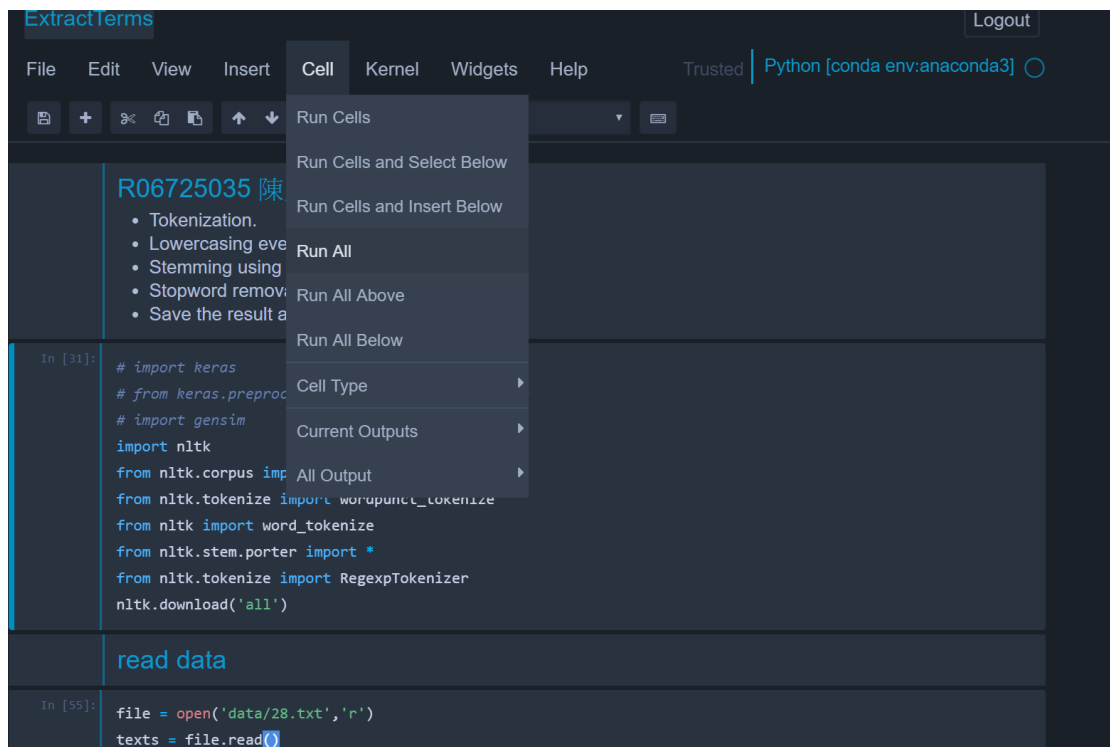 ExtractTerms
Logout
File Edit View Insert Cell Kernel Widgets Help Trusted Python [conda env:anaconda3]
Run Cells
Run Cells and Select Below
Run Cells and Insert Below
Run All
Run All Above
Run All Below
Cell Type
Current Outputs
All Output
R06725035 陳
• Tokenization.
• Lowercasing eve
• Stemming using
• Stopword remova
• Save the result a
In [31]:
# import keras
# from keras.preproc
# import gensim
import nltk
from nltk.corpus imp
from nltk.tokenize import wordpunct_tokenize
from nltk import word_tokenize
from nltk.stem.porter import *
from nltk.tokenize import RegexpTokenizer
nltk.download('all')
read data
In [55]:
file = open('data/28.txt','r')
texts = file.read()